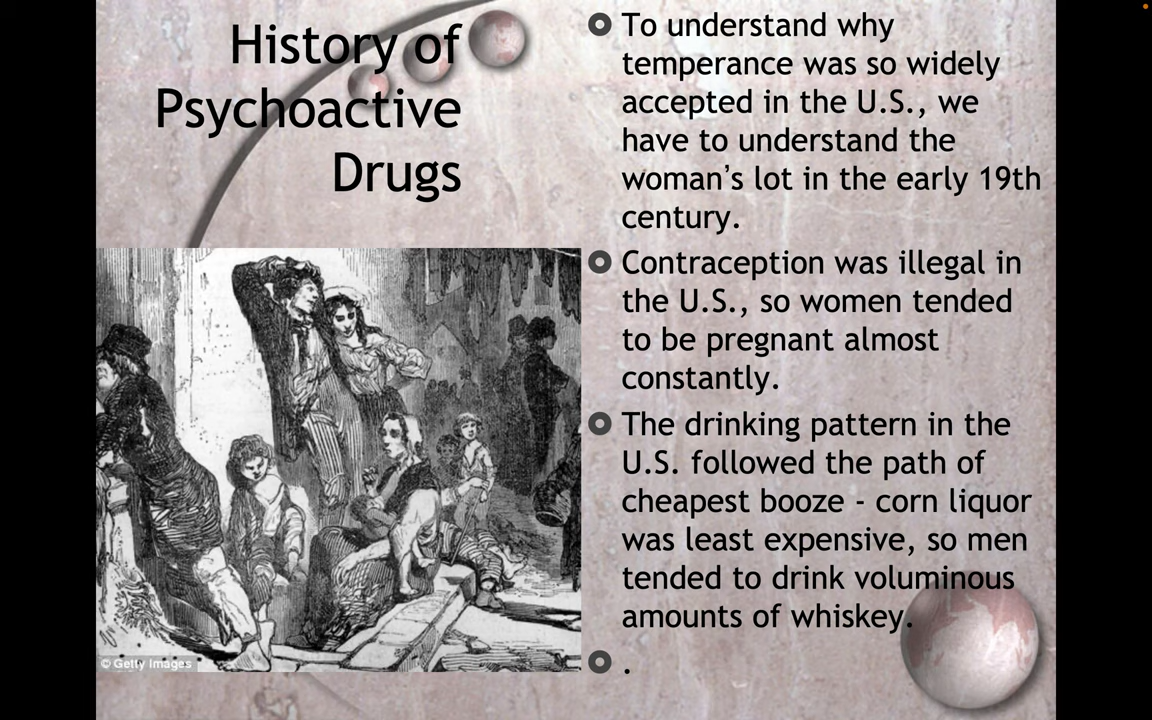 History of
Psychoactive
Drugs
To understand why
temperance was so widely
accepted in the U.S., we
have to understand the
woman’s lot in the early 19th
century.
Contraception was illegal in
the U.S., so women tended
to be pregnant almost
constantly.
The drinking pattern in the
U.S. followed the path of
cheapest booze - corn liquor
was least expensive, so men
tended to drink voluminous
amounts of whiskey.
.
© Getty Images